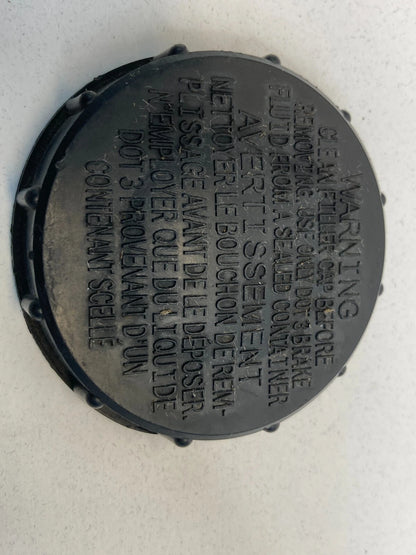 WARNING
CLEAN FILLER CAP BEFORE
REMOVING. USE ONLY DOT 3 BRAKE
FLUID FROM A SEALED CONTAINER
AVERTISSEMENT
NETTOYER LE BOUCHON DE REM-
PLISSAGE AVANT DE LE DÉPOSER.
N'EMPLOYER QUE DU LIQUIDE
DOT 3 PROVENANT D'UN
CONTENANT SCELLÉ